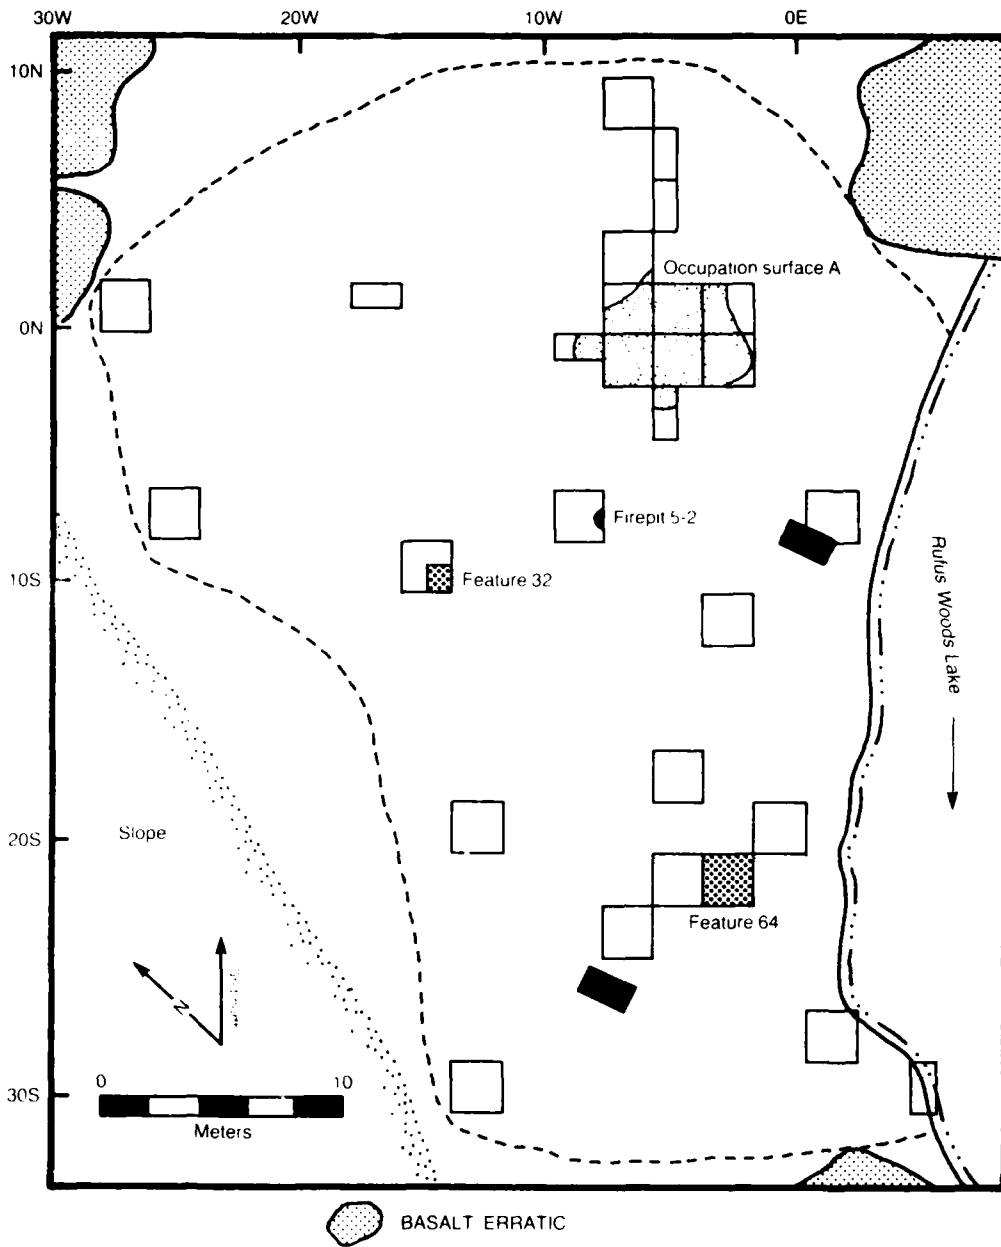 30W 20W 10W 0E
10N
Occupation surface A
0N
Firepit 5-2
Feature 32
10S
Rufus Woods Lake
Slope
20S
Feature 64
N
0 10
30S
Meters
BASALT ERRATIC